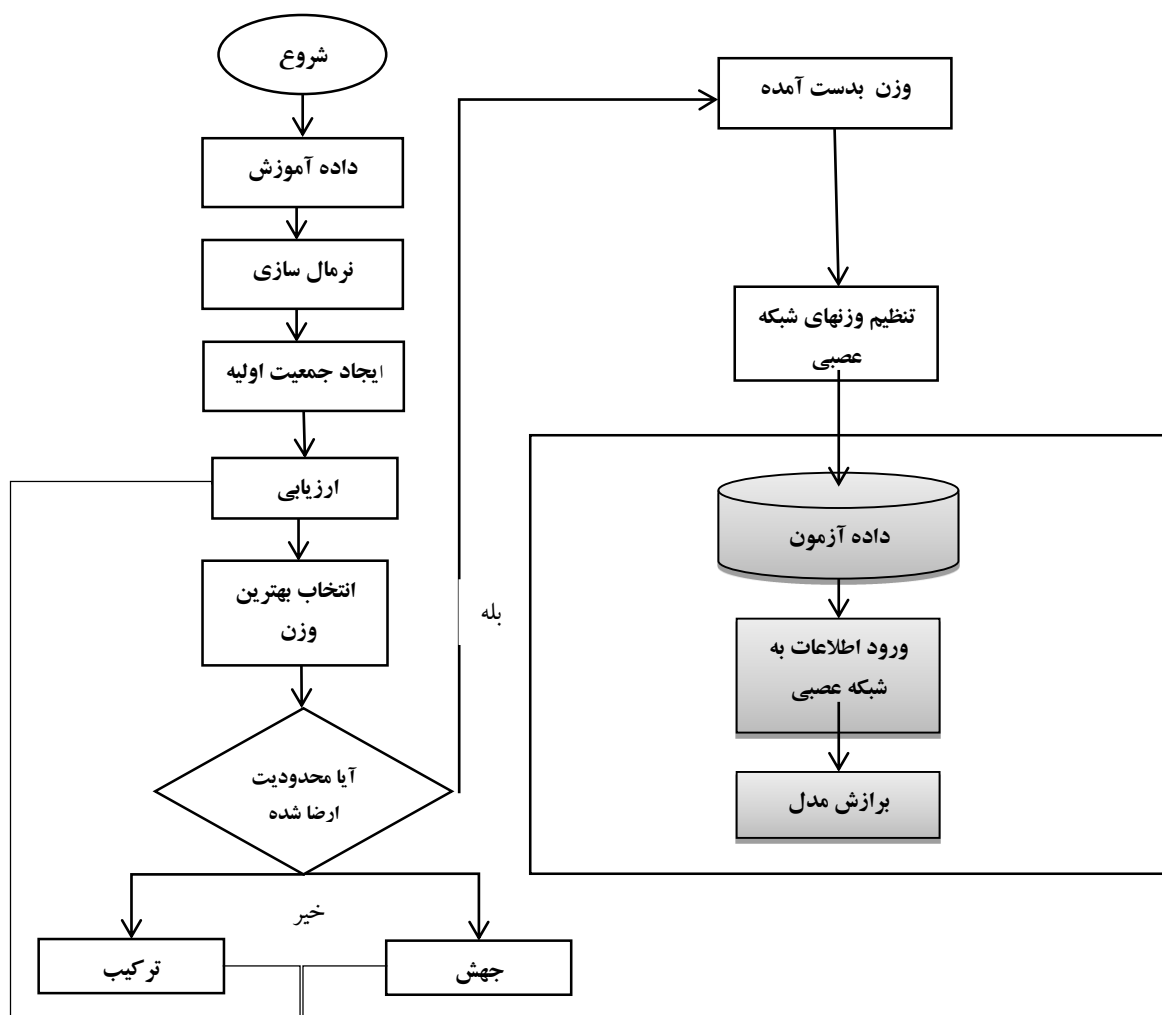 شروع
داده آموزش
نرمال سازی
ایجاد جمعیت اولیه
ارزیابی
انتخاب بهترین
وزن
آیا محدودیت
ارضا شده
خیر
ترکیب
جهش
بله
وزن بدست آمده
تنظیم وزنهای شبکه
عصبی
داده آزمون
ورود اطلاعات به
شبکه عصبی
برازش مدل